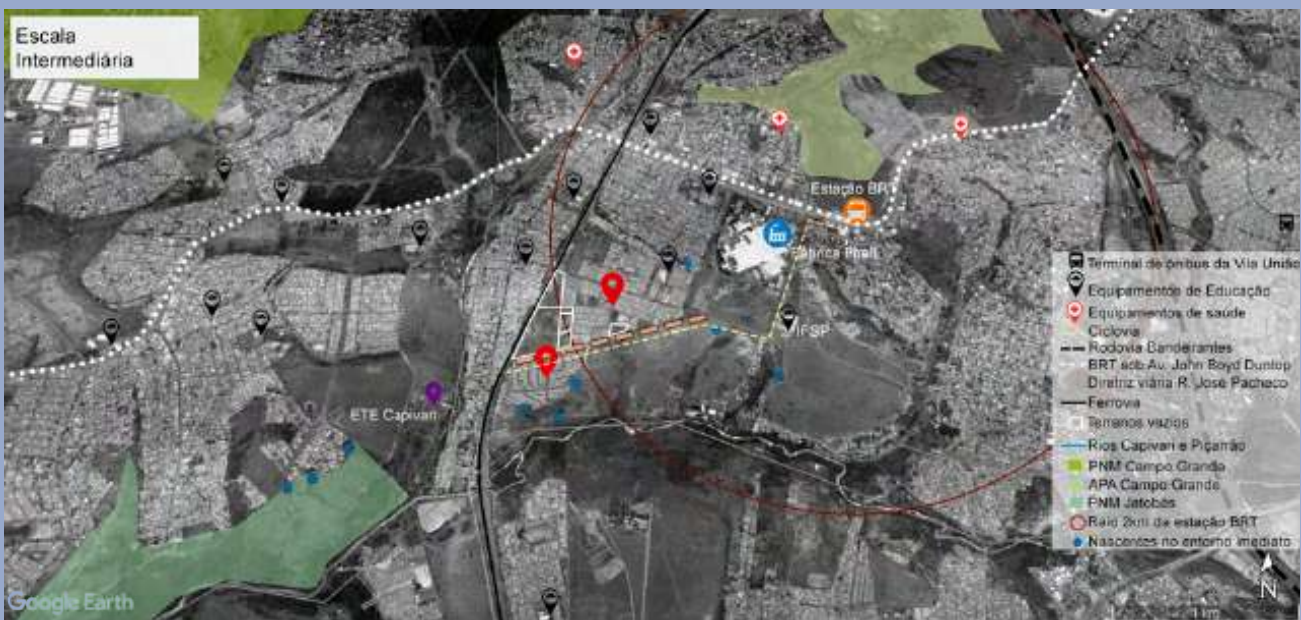 Escala
Intermediária
Estação BR
Fábrica Pirelli
IFSP
ETE Capivari
Terminal de ônibus da Vila União
Equipamentos de Educação
Equipamentos de saúde
Ciclovia
Rodovia Bandeirantes
BRT sob Av. John Boyd Dunlop
Diretriz viária R. José Pacheco
Ferrovia
Terrenos vazios
Rios Capivari e Piçarrão
PNM Campo Grande
APA Campo Grande
PNM Jatobás
Raio 2km da estação BRT
Nascentes no entorno imediato
1 km
N
Google Earth